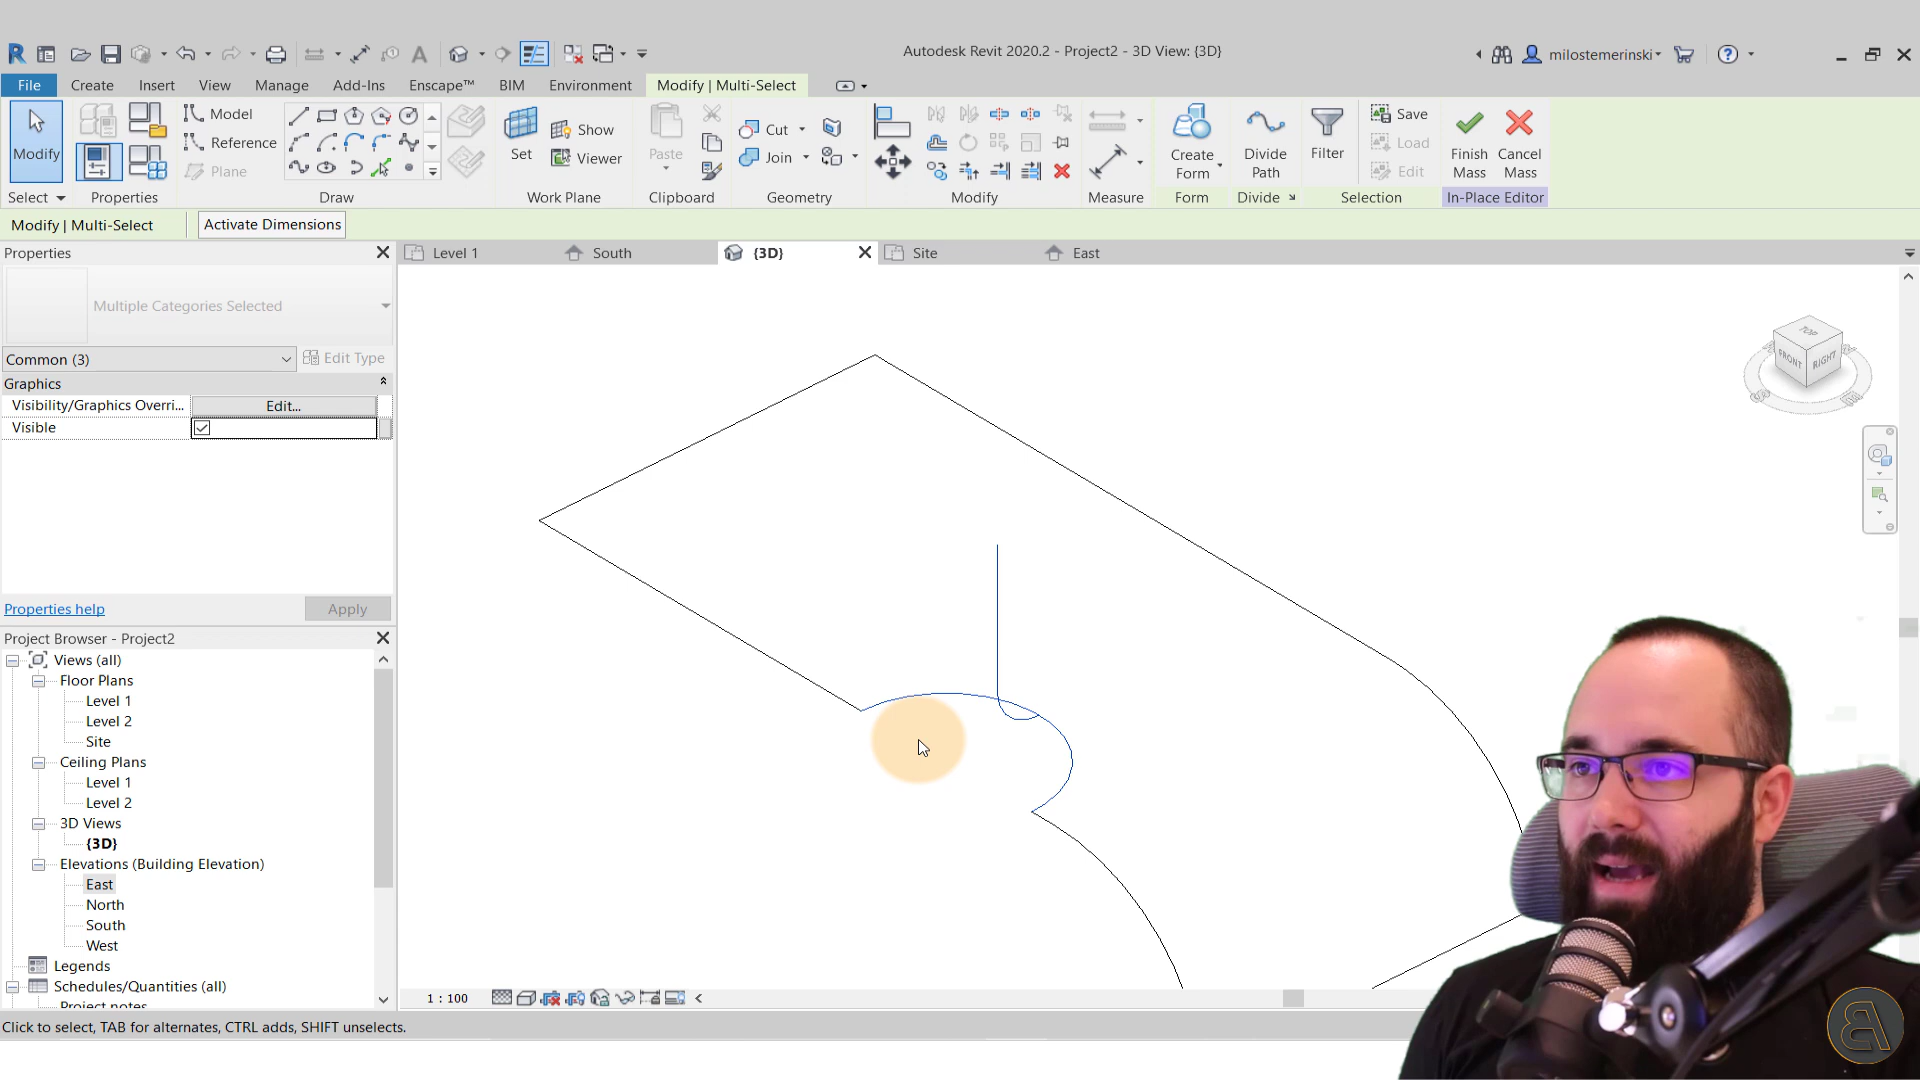 Autodesk Revit 2020.2 - Project2 - 3D View: {3D}
milostemerinski
File Create Insert View Manage Add-Ins Enscape™ BIM Environment Modify | Multi-Select
Modify
Select
Properties
Model
Reference
Plane
Draw
Set
Show
Viewer
Work Plane
Paste
Clipboard
Cut
Join
Geometry
Modify
Measure
Create
Form
Form
Divide
Path
Divide
Filter
Save
Load
Edit
Selection
Finish
Mass
Cancel
Mass
In-Place Editor
Modify | Multi-Select
Activate Dimensions
Properties
Level 1
South
{3D}
Site
East
Multiple Categories Selected
Common (3)
Edit Type
Graphics
Visibility/Graphics Overri...
Edit...
Visible
Properties help
Apply
TOP
FRONT
RIGHT
Project Browser - Project2
Views (all)
Floor Plans
Level 1
Level 2
Site
Ceiling Plans
Level 1
Level 2
3D Views
{3D}
Elevations (Building Elevation)
East
North
South
West
Legends
Schedules/Quantities (all)
Project notes
1 : 100
Click to select, TAB for alternates, CTRL adds, SHIFT unselects.